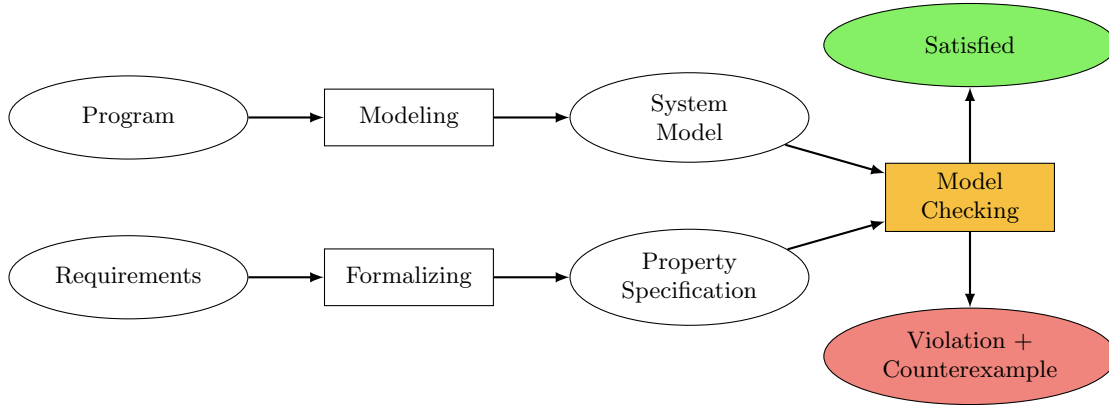 Satisfied
Program
Modeling
System
Model
Model
Checking
Requirements
Formalizing
Property
Specification
Violation +
Counterexample